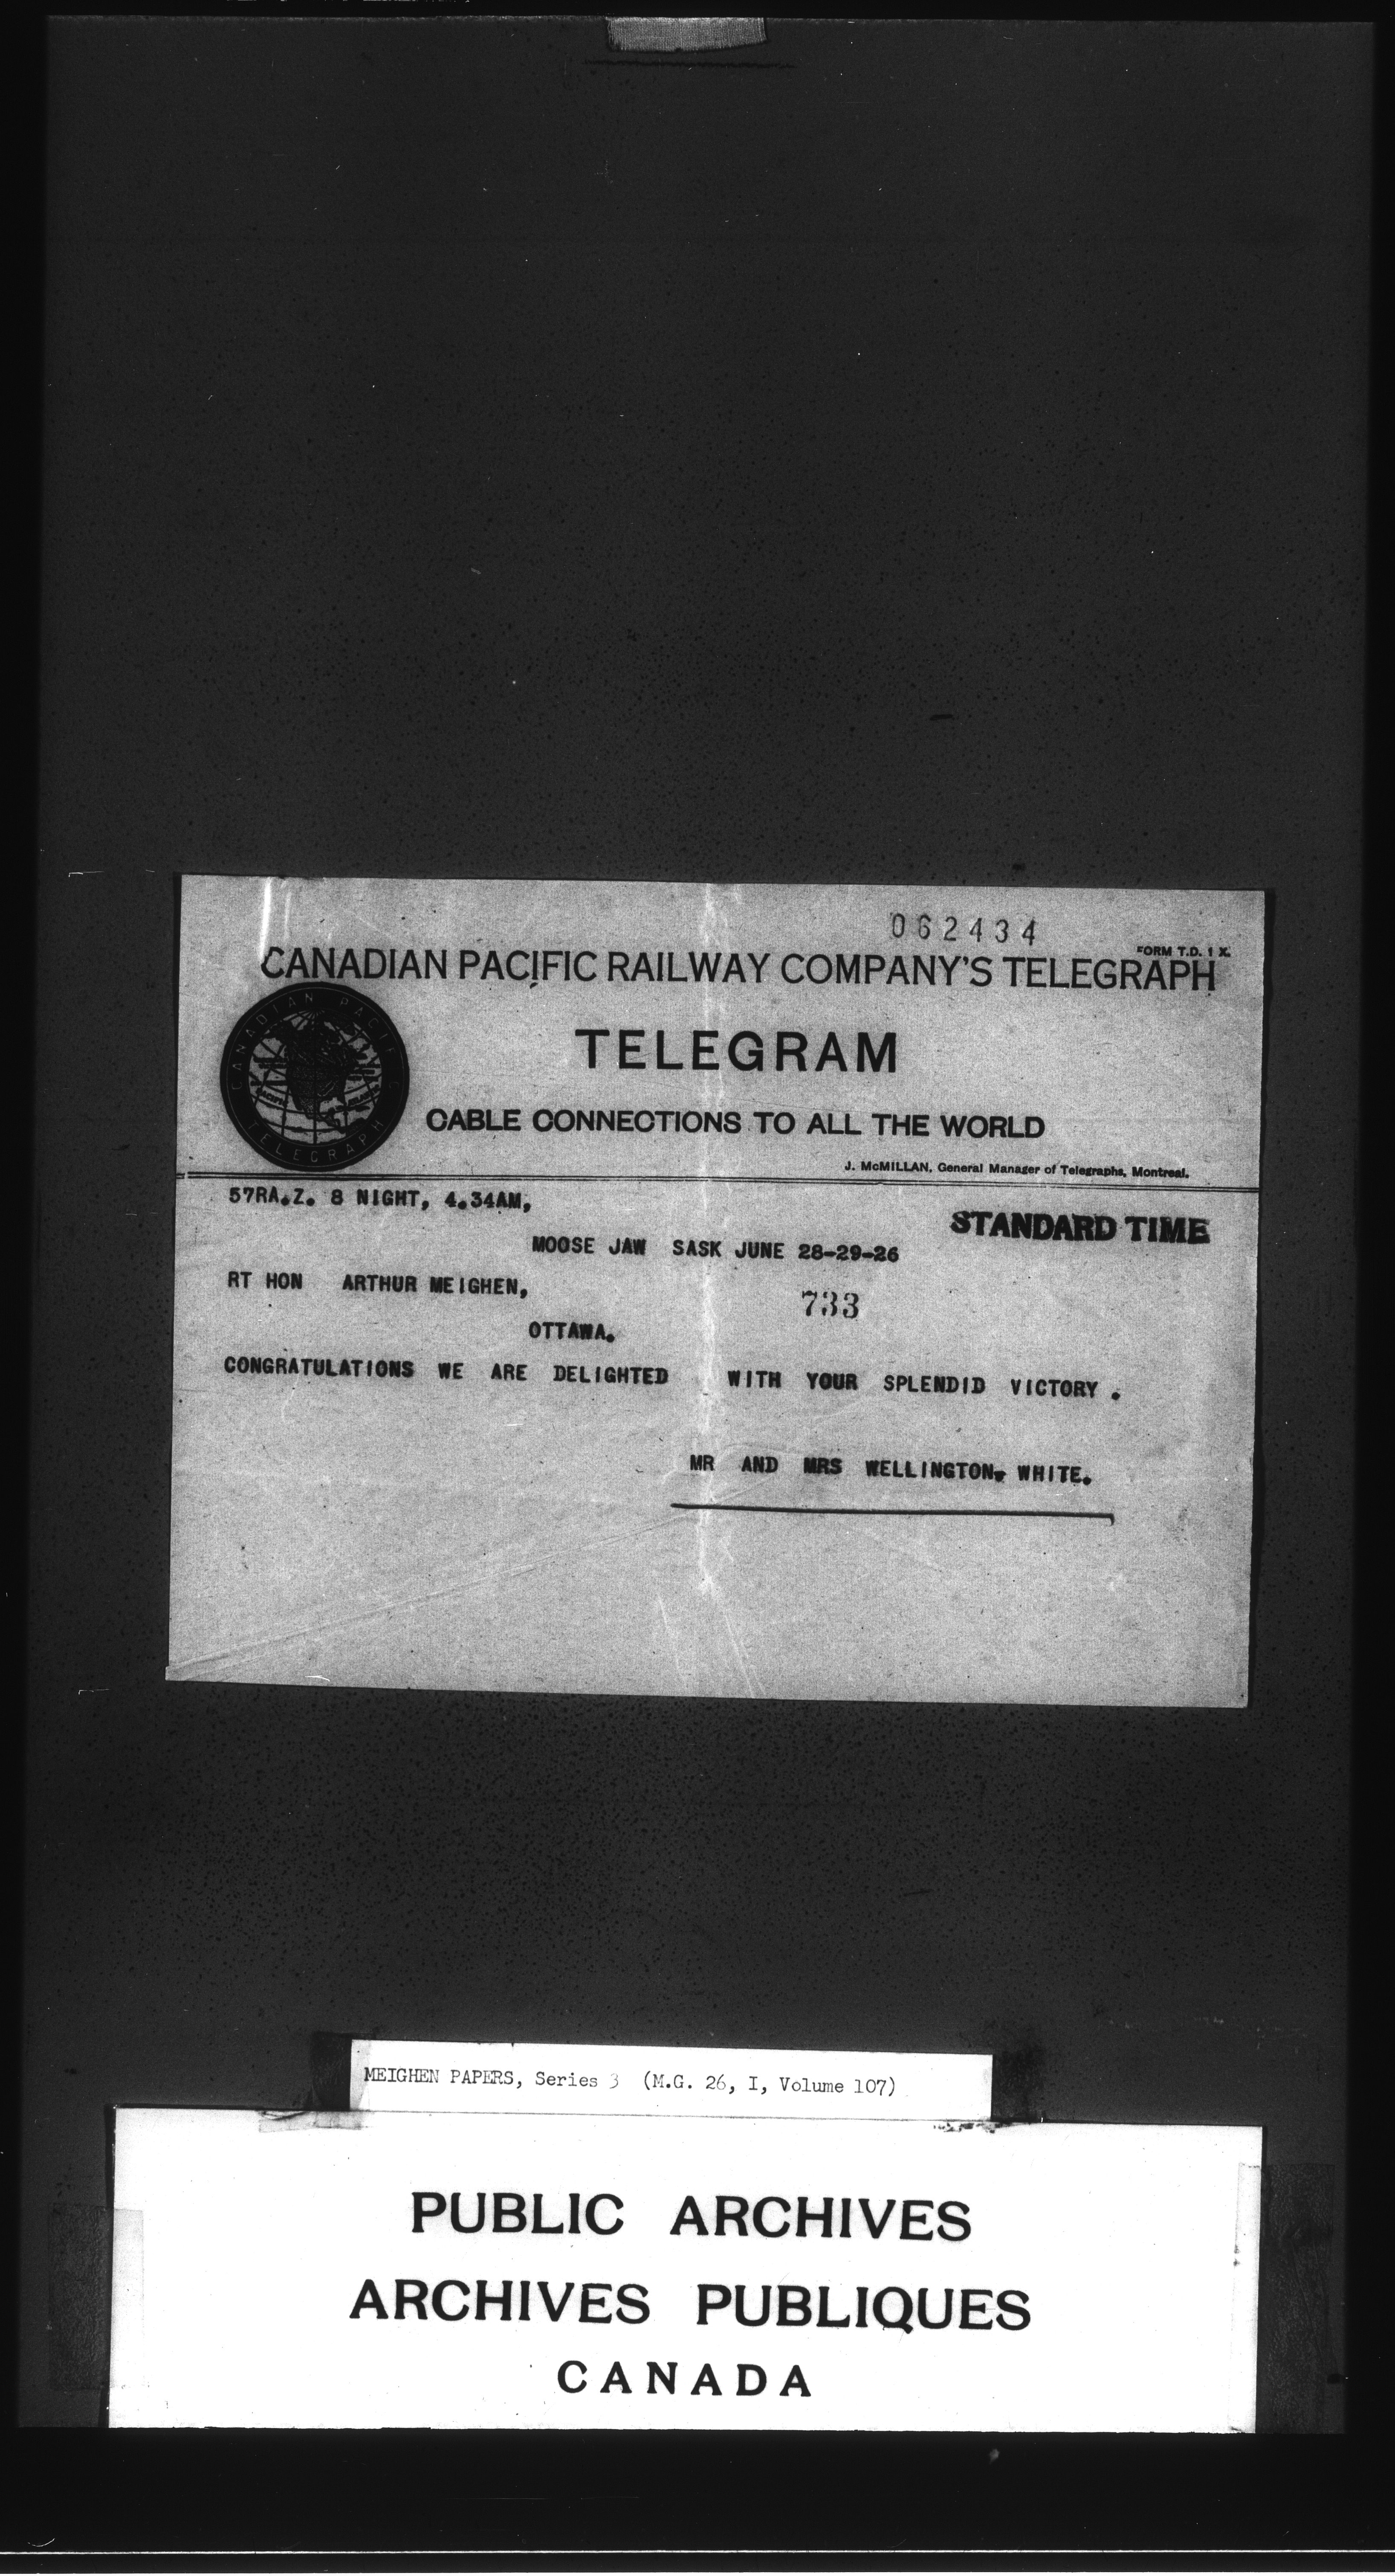 062434
FORM T.D. 1 X.
CANADIAN PACIFIC RAILWAY COMPANY'S TELEGRAPH
CANADIAN PACIFIC
TELEGRAPH
TELEGRAM
CABLE CONNECTIONS TO ALL THE WORLD
J. McMILLAN, General Manager of Telegraphs, Montreal.
57RA.Z. 8 NIGHT, 4.34AM,
STANDARD TIME
MOOSE JAW SASK JUNE 28-29-26
RT HON ARTHUR MEIGHEN,
733
OTTAWA.
CONGRATULATIONS WE ARE DELIGHTED WITH YOUR SPLENDID VICTORY .
MR AND MRS WELLINGTON. WHITE.
MEIGHEN PAPERS, Series 3 (M.G. 26, I, Volume 107)
PUBLIC ARCHIVES
ARCHIVES PUBLIQUES
CANADA